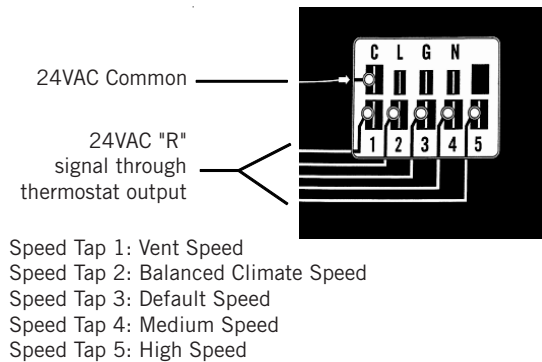 C L G N
24VAC Common
1 2 3 4 5
24VAC "R"
signal through
thermostat output
Speed Tap 1: Vent Speed
Speed Tap 2: Balanced Climate Speed
Speed Tap 3: Default Speed
Speed Tap 4: Medium Speed
Speed Tap 5: High Speed